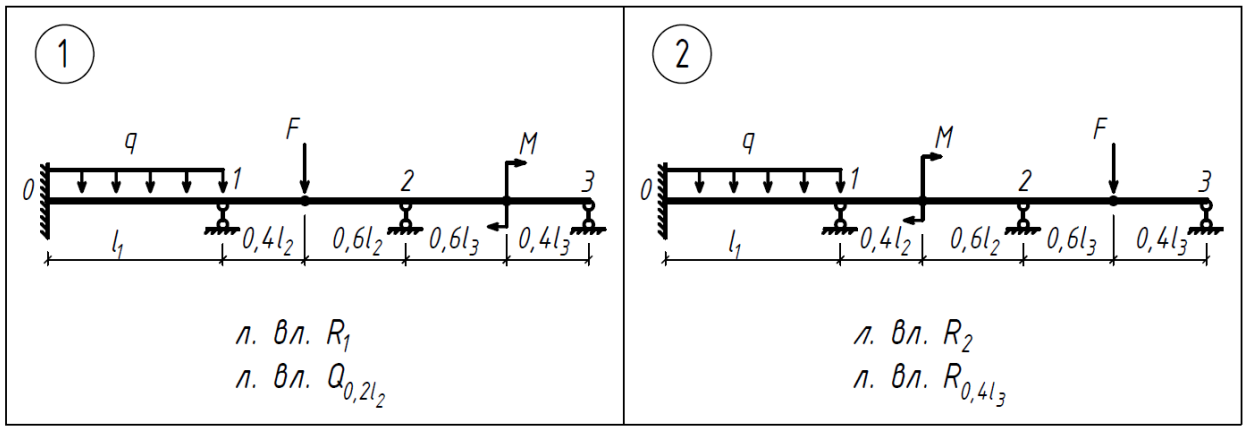 1
q
F
M
0
1
2
3
l₁
0,4l₂
0,6l₂
0,6l₃
0,4l₃
л. вл. R₁
л. вл. Q₀,₂ₗ₂
2
q
M
F
0
1
2
3
l₁
0,4l₂
0,6l₂
0,6l₃
0,4l₃
л. вл. R₂
л. вл. R₀,₄ₗ₃